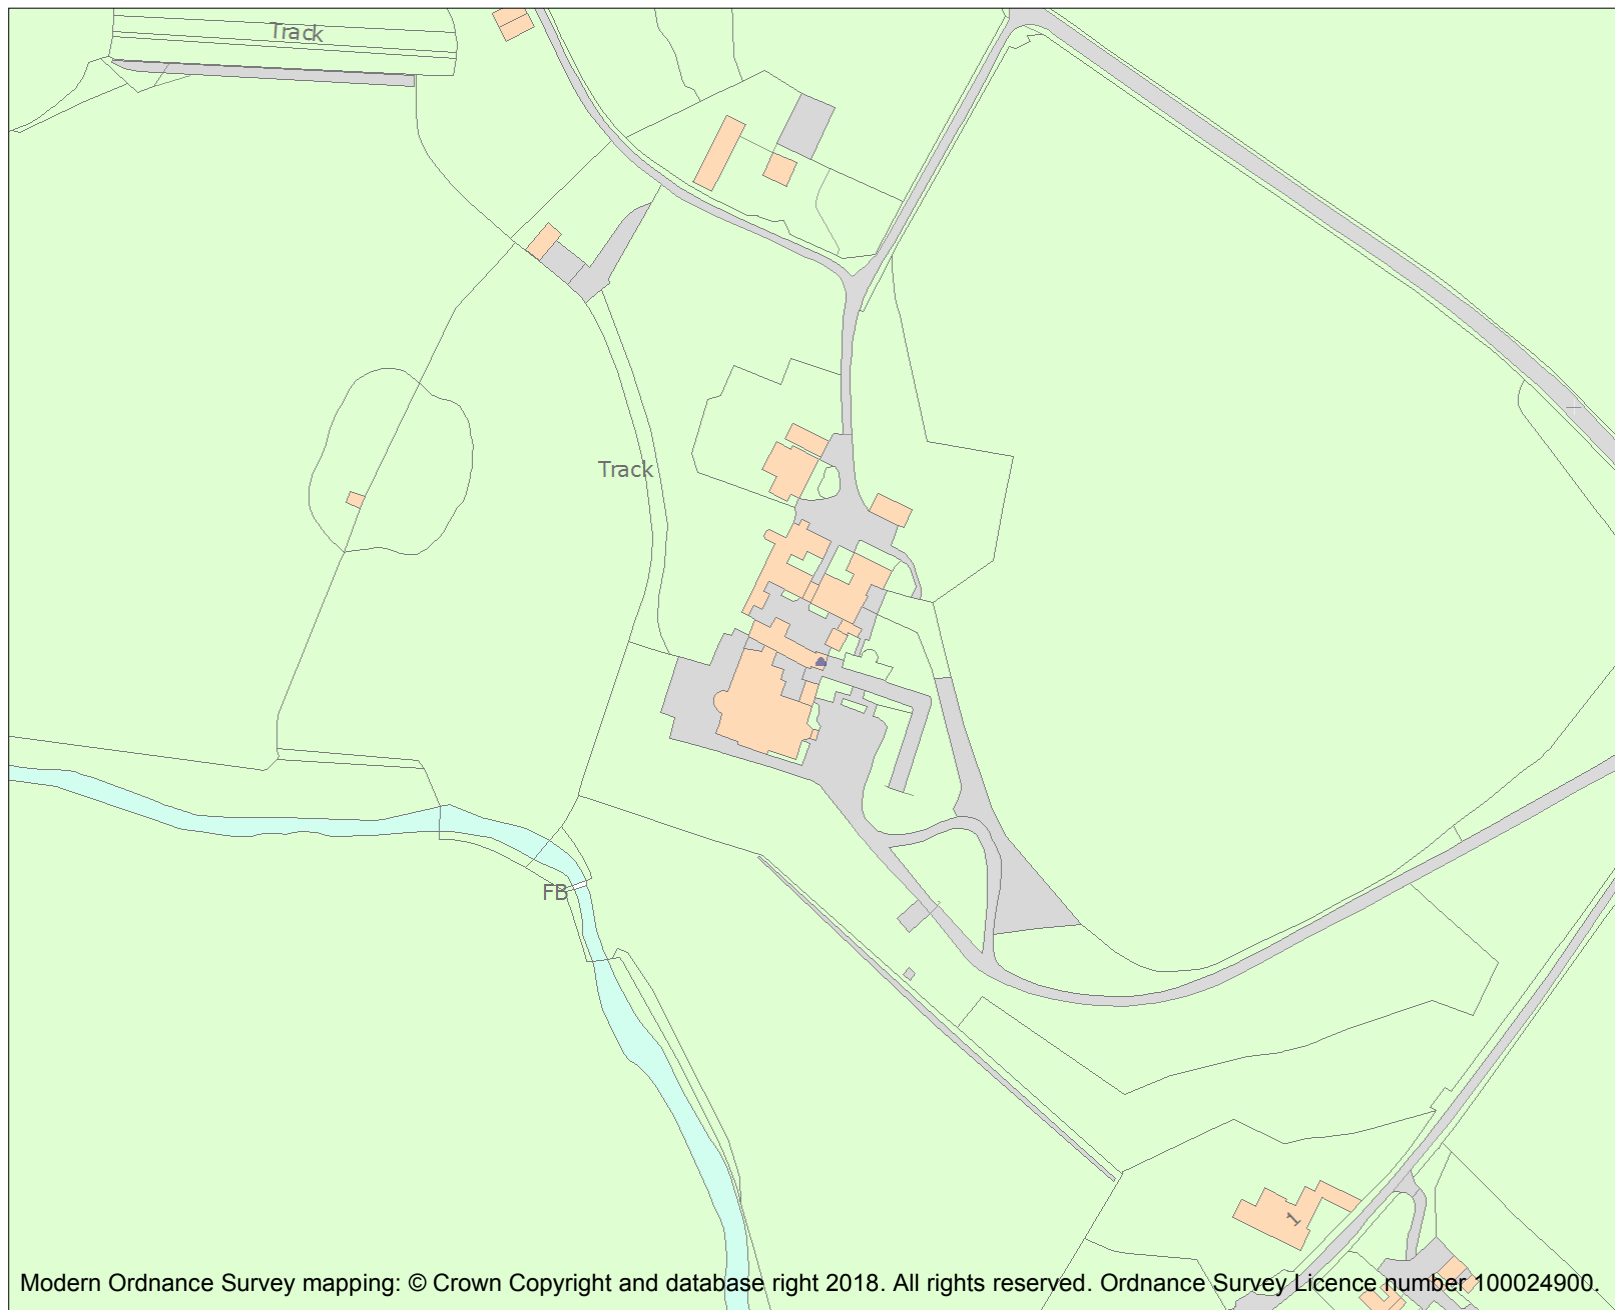 Track
Track
FB
1
Modern Ordnance Survey mapping: © Crown Copyright and database right 2018. All rights reserved. Ordnance Survey Licence number 100024900.